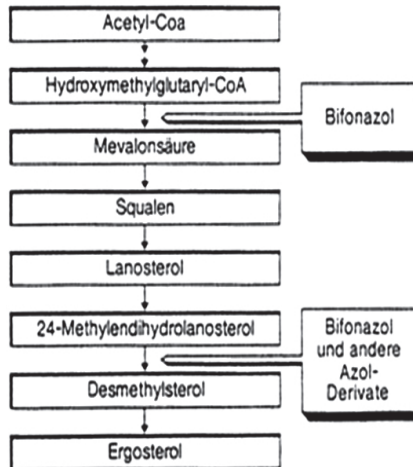 Acetyl-Coa
Hydroxymethylglutaryl-CoA
Bifonazol
Mevalonsäure
Squalen
Lanosterol
24-Methylendihydrolanosterol
Bifonazol
und andere
Azol-
Derivate
Desmethylsterol
Ergosterol